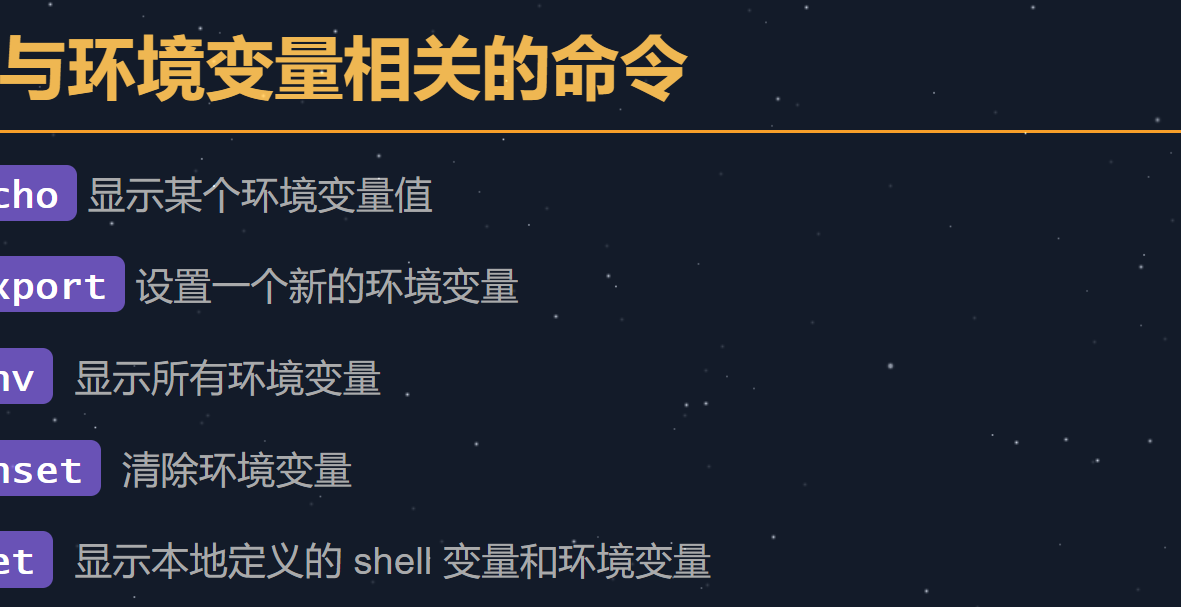 与环境变量相关的命令
cho 显示某个环境变量值
xport 设置一个新的环境变量
nv 显示所有环境变量
nset 清除环境变量
et 显示本地定义的 shell 变量和环境变量